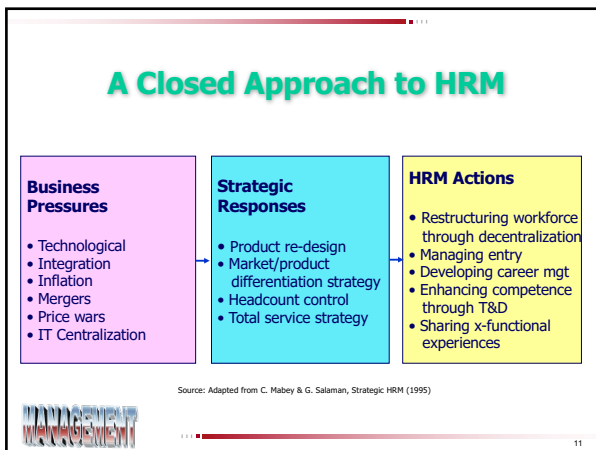 A Closed Approach to HRM
Business
Pressures
• Technological
• Integration
• Inflation
• Mergers
• Price wars
• IT Centralization
Strategic
Responses
• Product re-design
• Market/product
differentiation strategy
• Headcount control
• Total service strategy
HRM Actions
• Restructuring workforce
through decentralization
• Managing entry
• Developing career mgt
• Enhancing competence
through T&D
• Sharing x-functional
experiences
Source: Adapted from C. Mabey & G. Salaman, Strategic HRM (1995)
MANAGEMENT
11